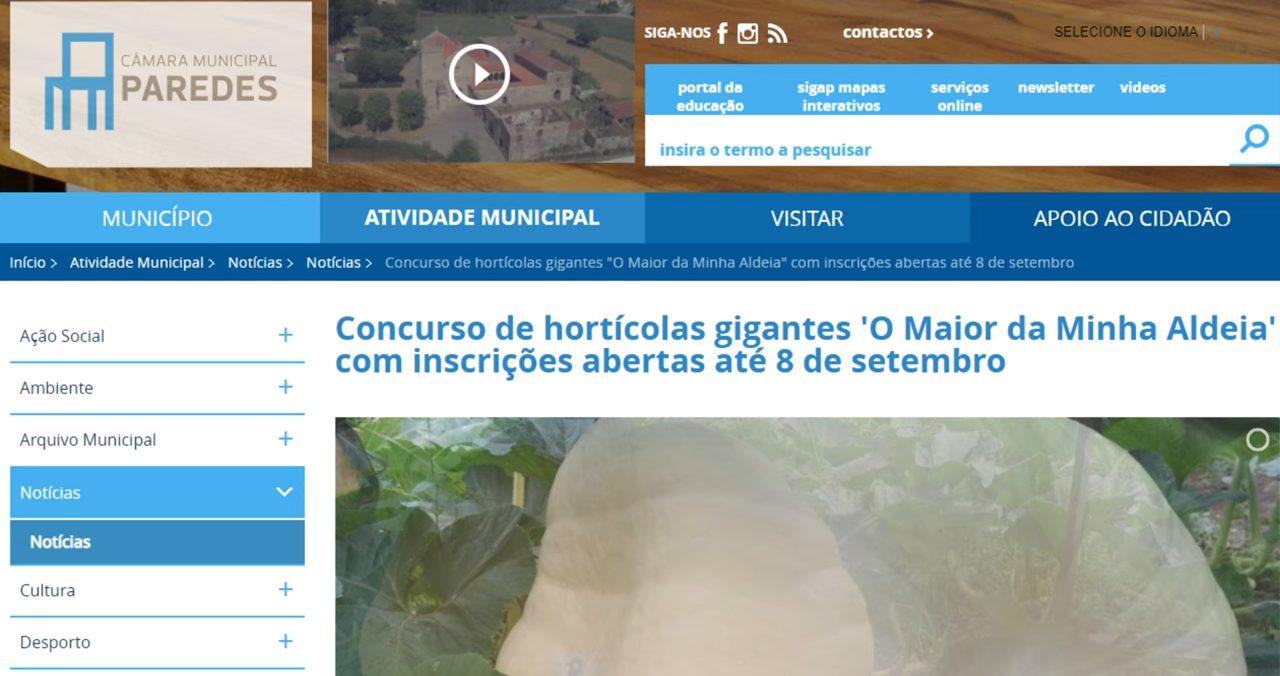 CÂMARA MUNICIPAL
PAREDES
SIGA-NOS
contactos ›
SELECIONE O IDIOMA
portal da
educação
sigap mapas
interativos
serviços
online
newsletter
videos
insira o termo a pesquisar
MUNICÍPIO
ATIVIDADE MUNICIPAL
VISITAR
APOIO AO CIDADÃO
Início > Atividade Municipal > Notícias > Notícias > Concurso de hortícolas gigantes "O Maior da Minha Aldeia" com inscrições abertas até 8 de setembro
Ação Social +
Ambiente +
Arquivo Municipal +
Notícias
Notícias
Cultura +
Desporto +
Concurso de hortícolas gigantes 'O Maior da Minha Aldeia'
com inscrições abertas até 8 de setembro